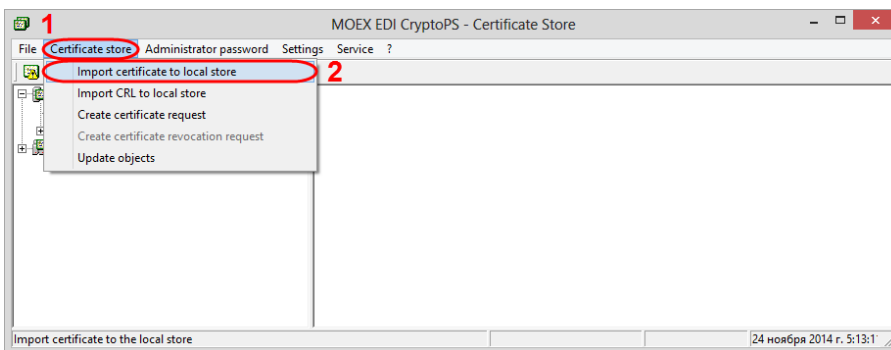 1
MOEX EDI CryptoPS - Certificate Store
File Certificate store Administrator password Settings Service ?
Import certificate to local store 2
Import CRL to local store
Create certificate request
Create certificate revocation request
Update objects
Import certificate to the local store 24 ноября 2014 г. 5:13:1